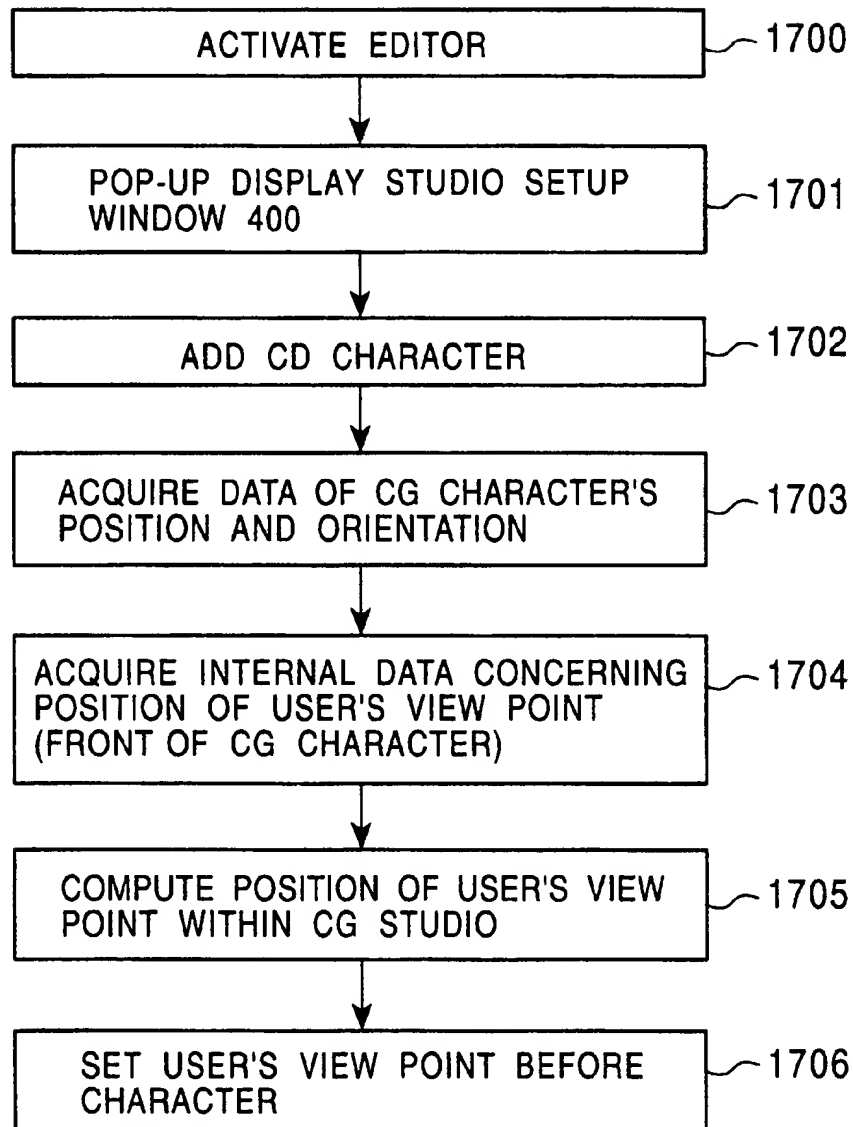 ACTIVATE EDITOR
1700
POP-UP DISPLAY STUDIO SETUP
WINDOW 400
1701
ADD CD CHARACTER
1702
ACQUIRE DATA OF CG CHARACTER'S
POSITION AND ORIENTATION
1703
ACQUIRE INTERNAL DATA CONCERNING
POSITION OF USER'S VIEW POINT
(FRONT OF CG CHARACTER)
1704
COMPUTE POSITION OF USER'S VIEW
POINT WITHIN CG STUDIO
1705
SET USER'S VIEW POINT BEFORE
CHARACTER
1706